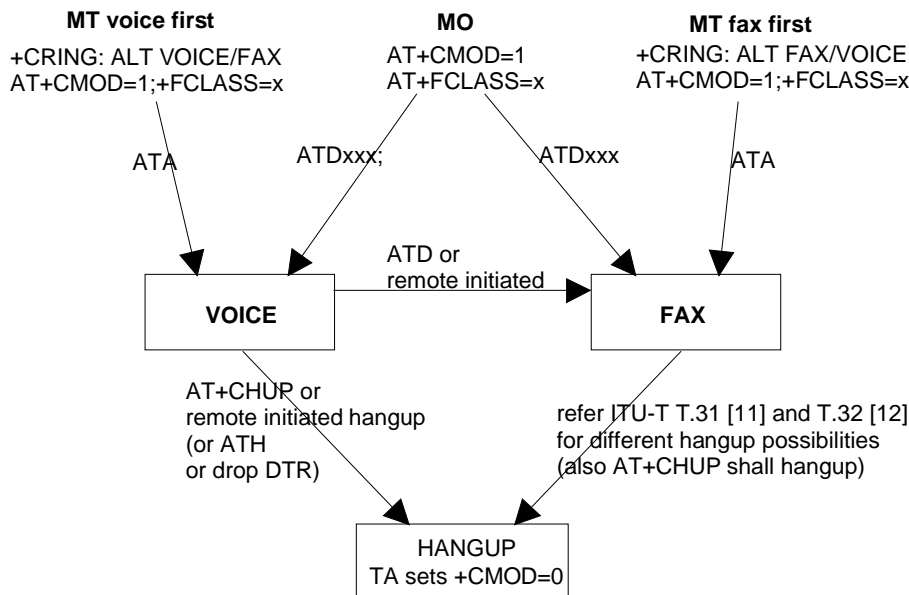 MT voice first
+CRING: ALT VOICE/FAX
AT+CMOD=1;+FCLASS=x
MO
AT+CMOD=1
AT+FCLASS=x
MT fax first
+CRING: ALT FAX/VOICE
AT+CMOD=1;+FCLASS=x
ATA
ATDxxx;
ATDxxx
ATA
ATD or
remote initiated
VOICE
FAX
AT+CHUP or
remote initiated hangup
(or ATH
or drop DTR)
refer ITU-T T.31 [11] and T.32 [12]
for different hangup possibilities
(also AT+CHUP shall hangup)
HANGUP
TA sets +CMOD=0